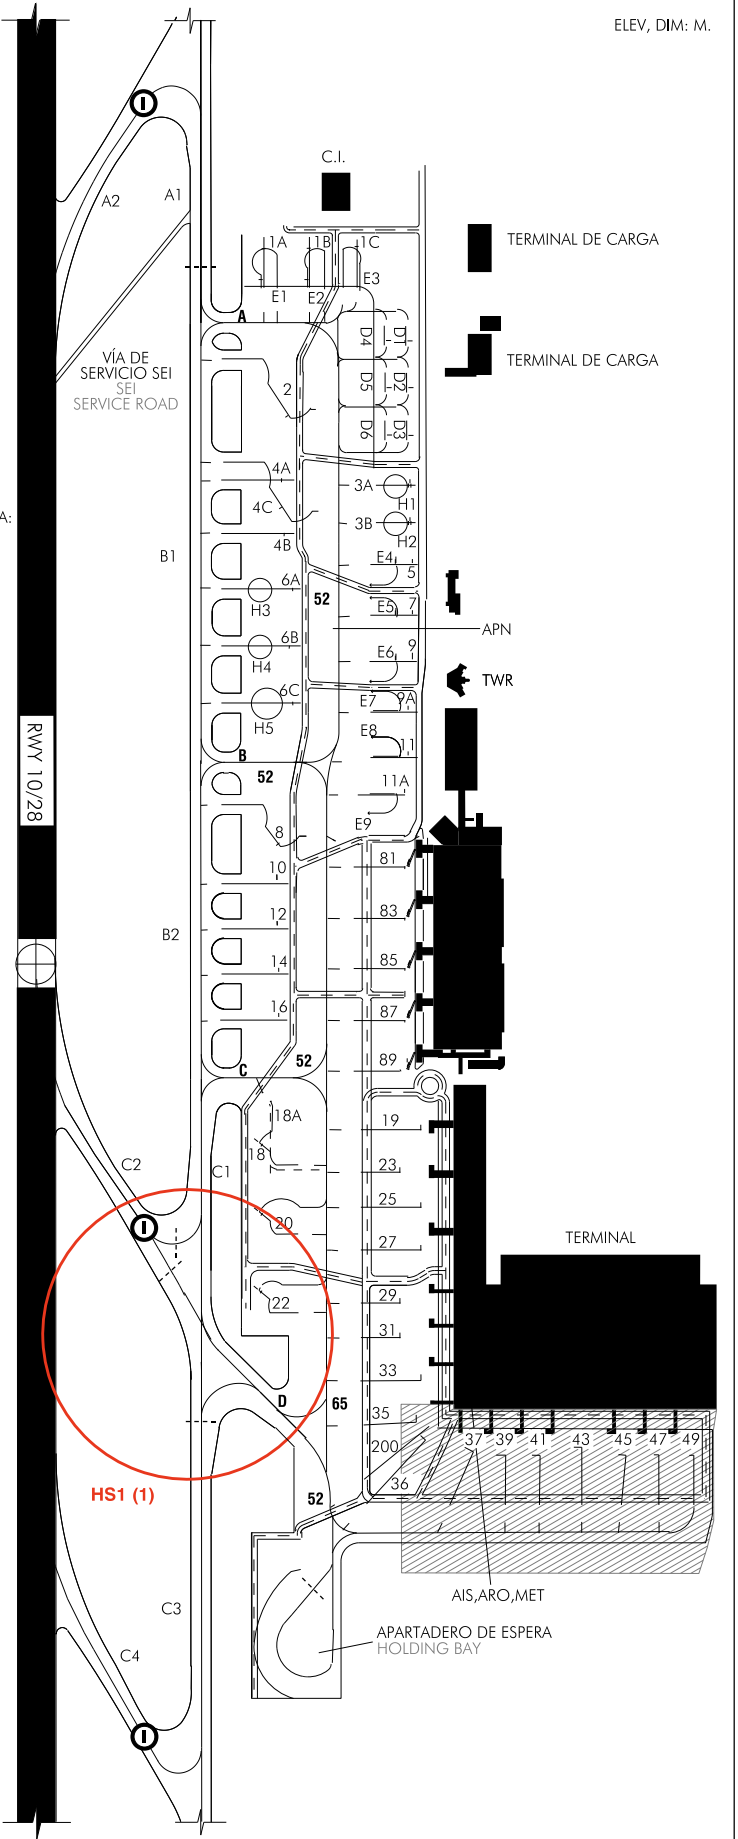 ELEV, DIM: M.
I
C.I.
A2
A1
1A
1B
1C
TERMINAL DE CARGA
E1
E2
E3
A
D4
D1
VÍA DE
SERVICIO SEI
SEI
SERVICE ROAD
TERMINAL DE CARGA
2
D5
D2
D6
D3
4A
3A
H1
4C
A:
3B
H2
4B
B1
E4
5
6A
52
H3
E5
7
APN
6B
E6
9
H4
TWR
6C
E7
9A
H5
E8
11
RWY 10/28
B
52
11A
8
E9
10
81
12
83
B2
14
85
16
87
C
52
89
18A
19
18
C2
C1
23
20
25
I
27
TERMINAL
22
29
31
33
D
65
35
200
37
39
41
43
45
47
49
36
HS1 (1)
52
AIS,ARO,MET
C3
APARTADERO DE ESPERA
HOLDING BAY
C4
I